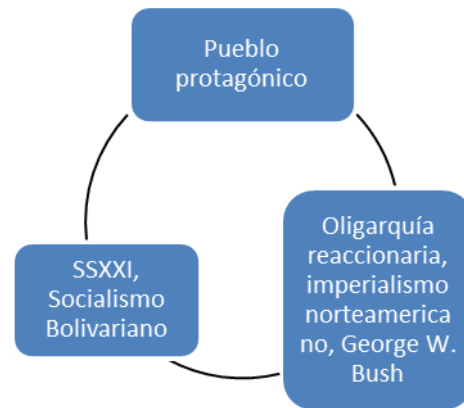 Pueblo
protagónico
Oligarquía
reaccionaria,
imperialismo
norteamerica
no, George W.
Bush
SSXXI,
Socialismo
Bolivariano